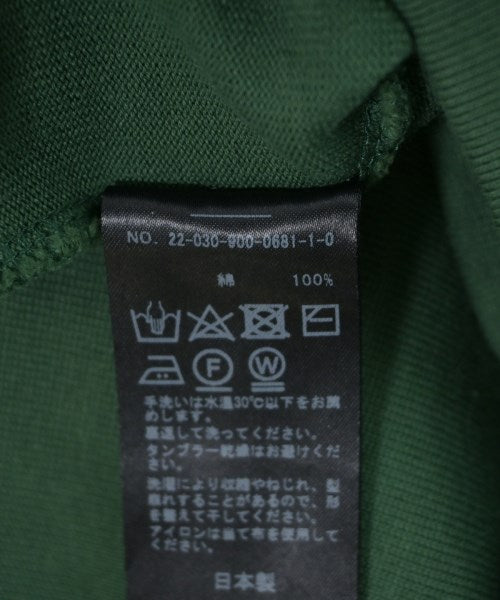 NO. 22-030-900-0681-1-0
綿 100%
F W
手洗いは水温30℃以下をお薦
めします。
裏返して洗ってください。
タンブラー乾燥はお避けくだ
さい。
洗濯により収縮やねじれ、型
崩れすることがあるので、形
を整えて干してください。
アイロンは当て布を使用して
ください。
日本製